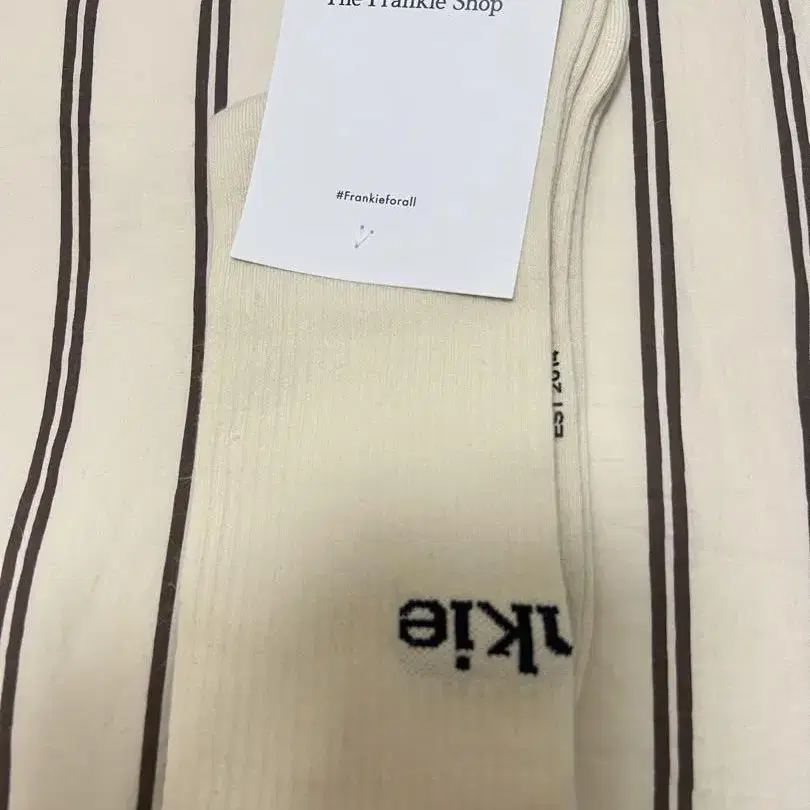 The Frankie Shop
#Frankieforall
EST 2014
nkie